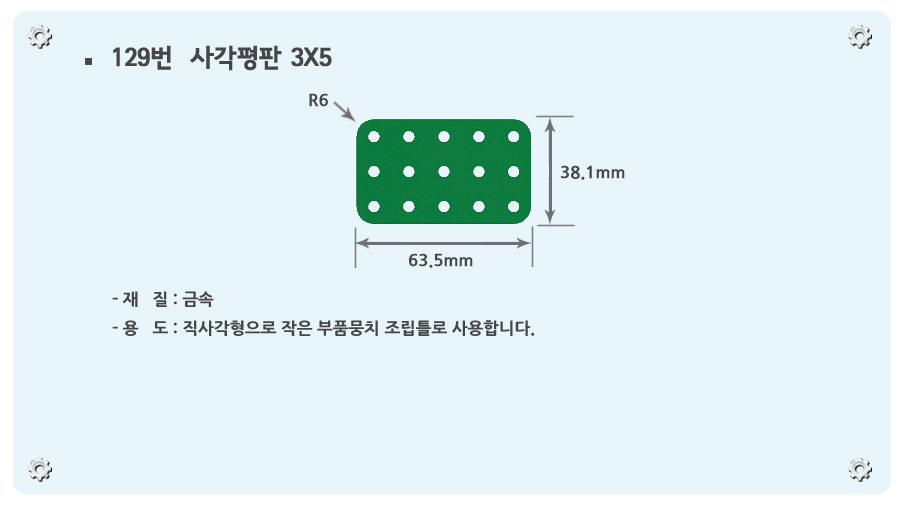 ▪ 129번 사각평판 3X5
R6
38.1mm
63.5mm
- 재 질 : 금속
- 용 도 : 직사각형으로 작은 부품뭉치 조립틀로 사용합니다.